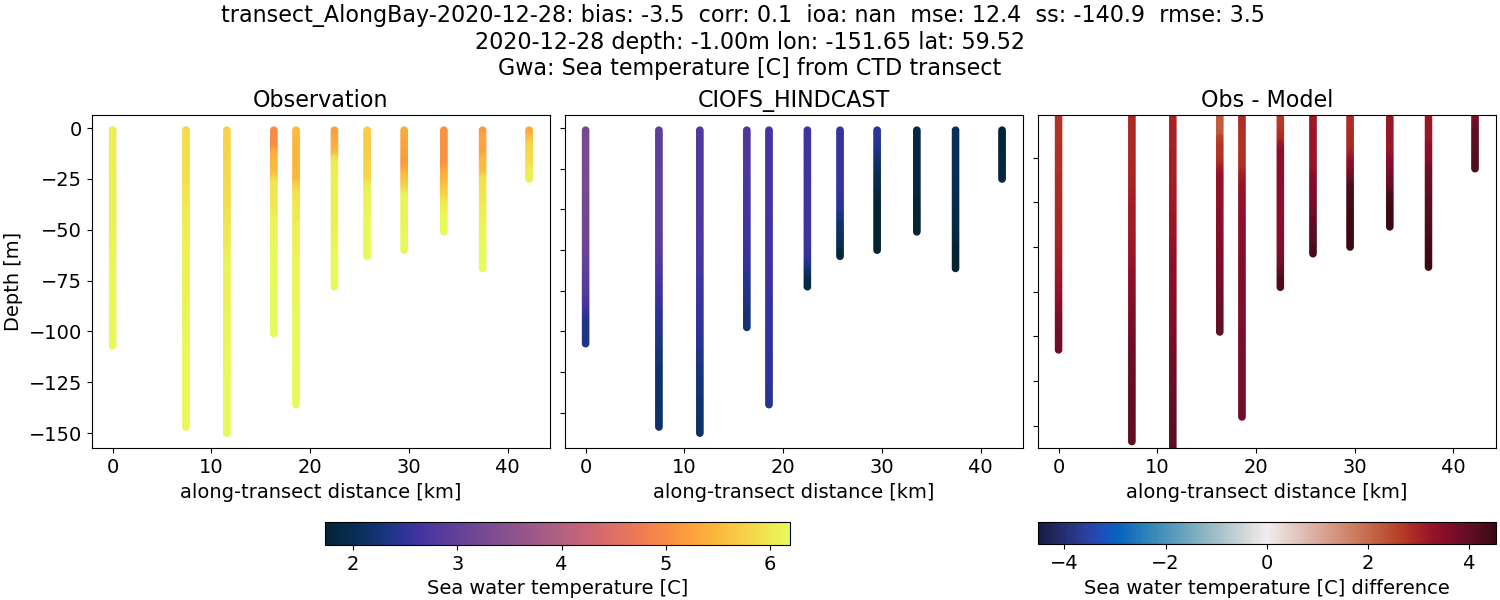 transect_AlongBay-2020-12-28: bias: -3.5  corr: 0.1  ioa: nan  mse: 12.4  ss: -140.9  rmse: 3.5
2020-12-28 depth: -1.00m lon: -151.65 lat: 59.52
Gwa: Sea temperature [C] from CTD transect
Observation
CIOFS_HINDCAST
Obs - Model
Depth [m]
0
−25
−50
−75
−100
−125
−150
0 10 20 30 40
0 10 20 30 40
0 10 20 30 40
along-transect distance [km]
along-transect distance [km]
along-transect distance [km]
2 3 4 5 6
Sea water temperature [C]
−4 −2 0 2 4
Sea water temperature [C] difference